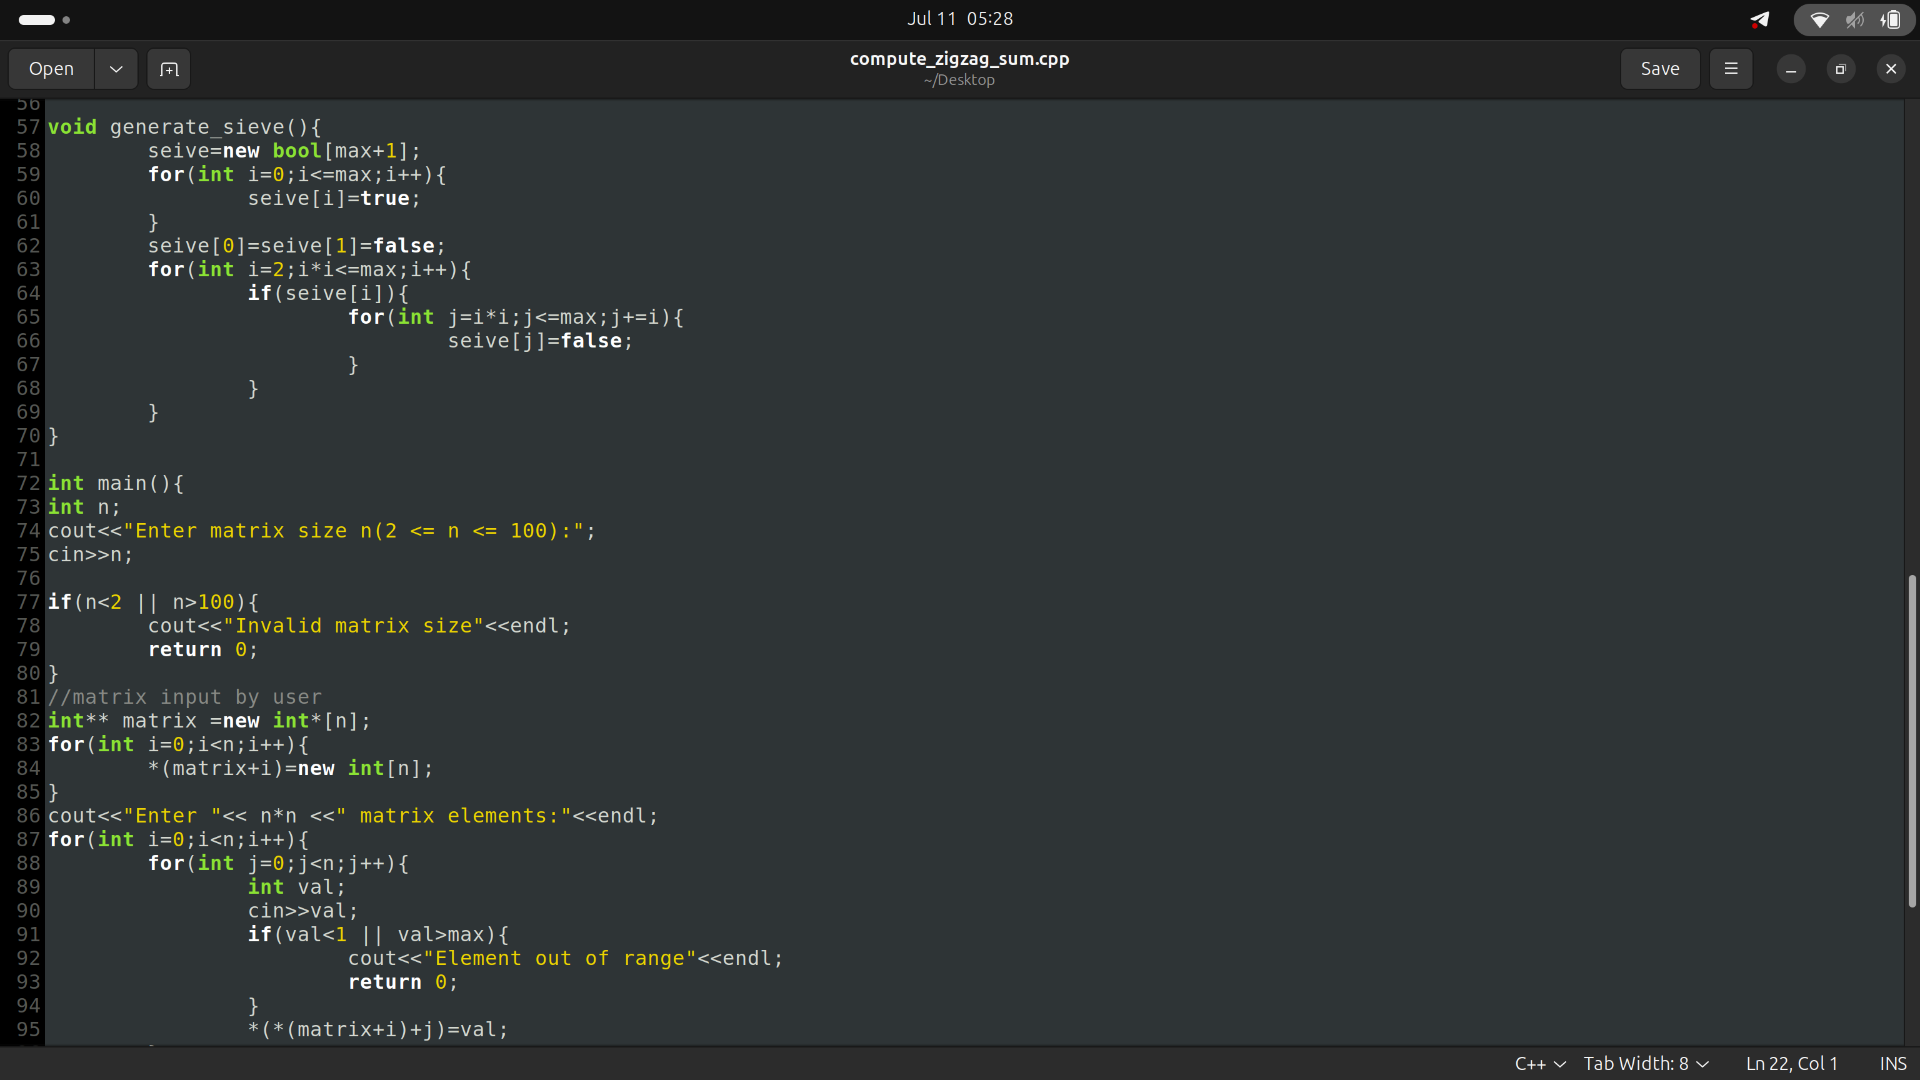 Jul 11 05:28
Open
compute_zigzag_sum.cpp
~/Desktop
Save
56
57 void generate_sieve(){
58 seive=new bool[max+1];
59 for(int i=0;i<=max;i++){
60 seive[i]=true;
61 }
62 seive[0]=seive[1]=false;
63 for(int i=2;i*i<=max;i++){
64 if(seive[i]){
65 for(int j=i*i;j<=max;j+=i){
66 seive[j]=false;
67 }
68 }
69 }
70 }
71
72 int main(){
73 int n;
74 cout<<"Enter matrix size n(2 <= n <= 100):";
75 cin>>n;
76
77 if(n<2 || n>100){
78 cout<<"Invalid matrix size"<<endl;
79 return 0;
80 }
81 //matrix input by user
82 int** matrix =new int*[n];
83 for(int i=0;i<n;i++){
84 *(matrix+i)=new int[n];
85 }
86 cout<<"Enter "<< n*n <<" matrix elements:"<<endl;
87 for(int i=0;i<n;i++){
88 for(int j=0;j<n;j++){
89 int val;
90 cin>>val;
91 if(val<1 || val>max){
92 cout<<"Element out of range"<<endl;
93 return 0;
94 }
95 *(*(matrix+i)+j)=val;
C++ Tab Width: 8 Ln 22, Col 1 INS